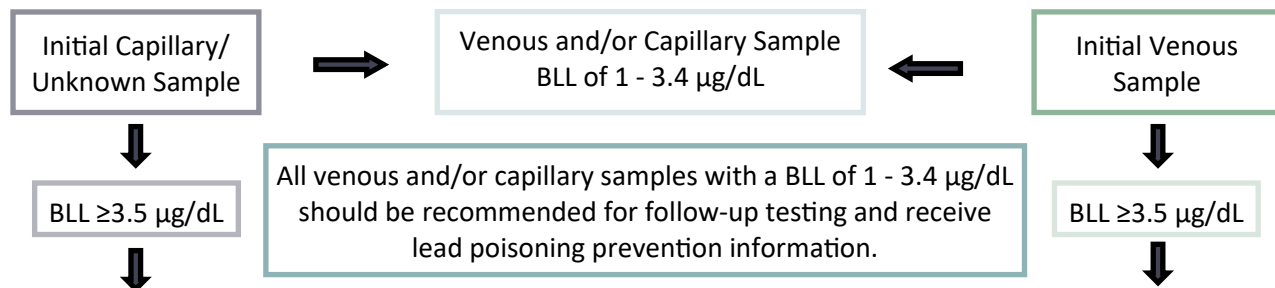 Initial Capillary/
Unknown Sample
Venous and/or Capillary Sample
BLL of 1 - 3.4 µg/dL
Initial Venous
Sample
BLL ≥3.5 µg/dL
All venous and/or capillary samples with a BLL of 1 - 3.4 µg/dL
should be recommended for follow-up testing and receive
lead poisoning prevention information.
BLL ≥3.5 µg/dL